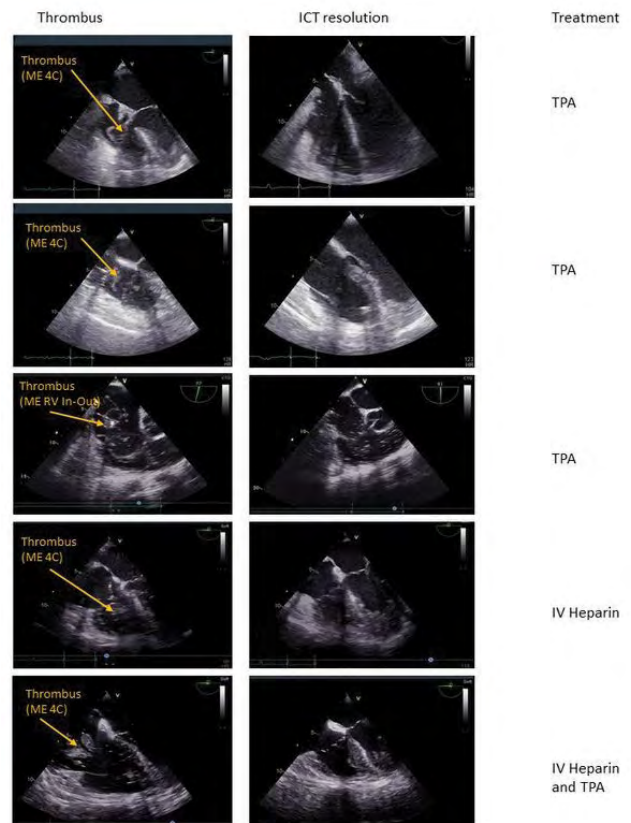 Thrombus ICT resolution Treatment
Thrombus
(ME 4C)
TPA
Thrombus
(ME 4C)
TPA
Thrombus
(ME RV In-Out)
TPA
Thrombus
(ME 4C)
IV Heparin
Thrombus
(ME 4C)
IV Heparin
and TPA